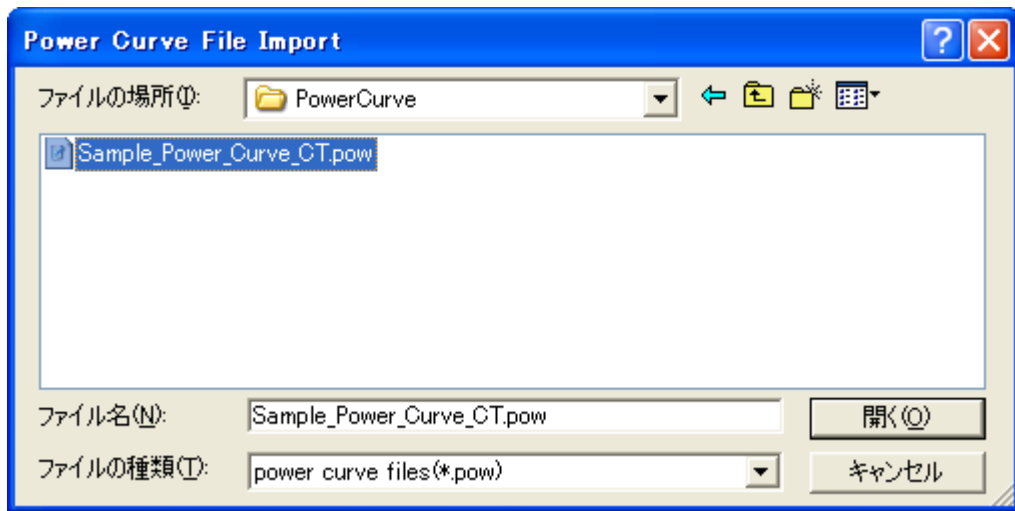 Power Curve File Import
ファイルの場所(I): PowerCurve
Sample_Power_Curve_CT.pow
ファイル名(N): Sample_Power_Curve_CT.pow 開く(O)
ファイルの種類(T): power curve files(*.pow) キャンセル